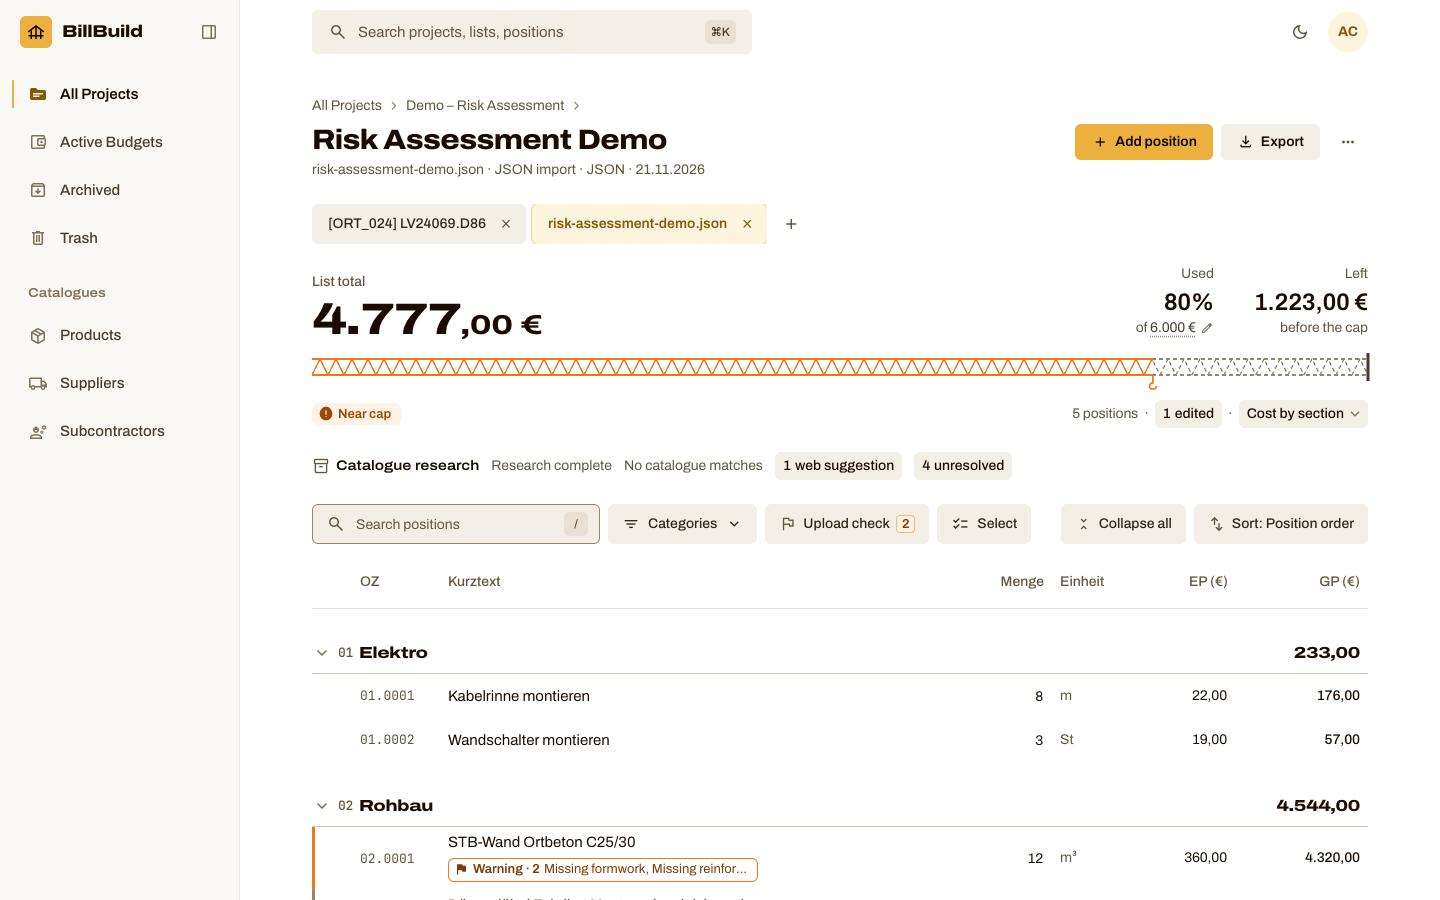 BillBuild
Search projects, lists, positions
⌘K
AC
All Projects
Active Budgets
Archived
Trash
Catalogues
Products
Suppliers
Subcontractors
All Projects > Demo – Risk Assessment >
Risk Assessment Demo
risk-assessment-demo.json · JSON import · JSON · 21.11.2026
+ Add position
Export
[ORT_024] LV24069.D86 ×
risk-assessment-demo.json ×
+
List total
4.777,00 €
Used
80%
of 6.000 €
Left
1.223,00 €
before the cap
Near cap
5 positions · 1 edited · Cost by section
Catalogue research Research complete No catalogue matches 1 web suggestion 4 unresolved
Search positions /
Categories
Upload check 2
Select
Collapse all
Sort: Position order
OZ Kurztext Menge Einheit EP (€) GP (€)
01 Elektro 233,00
01.0001 Kabelrinne montieren 8 m 22,00 176,00
01.0002 Wandschalter montieren 3 St 19,00 57,00
02 Rohbau 4.544,00
02.0001 STB-Wand Ortbeton C25/30 12 m³ 360,00 4.320,00
Warning · 2 Missing formwork, Missing reinfor...